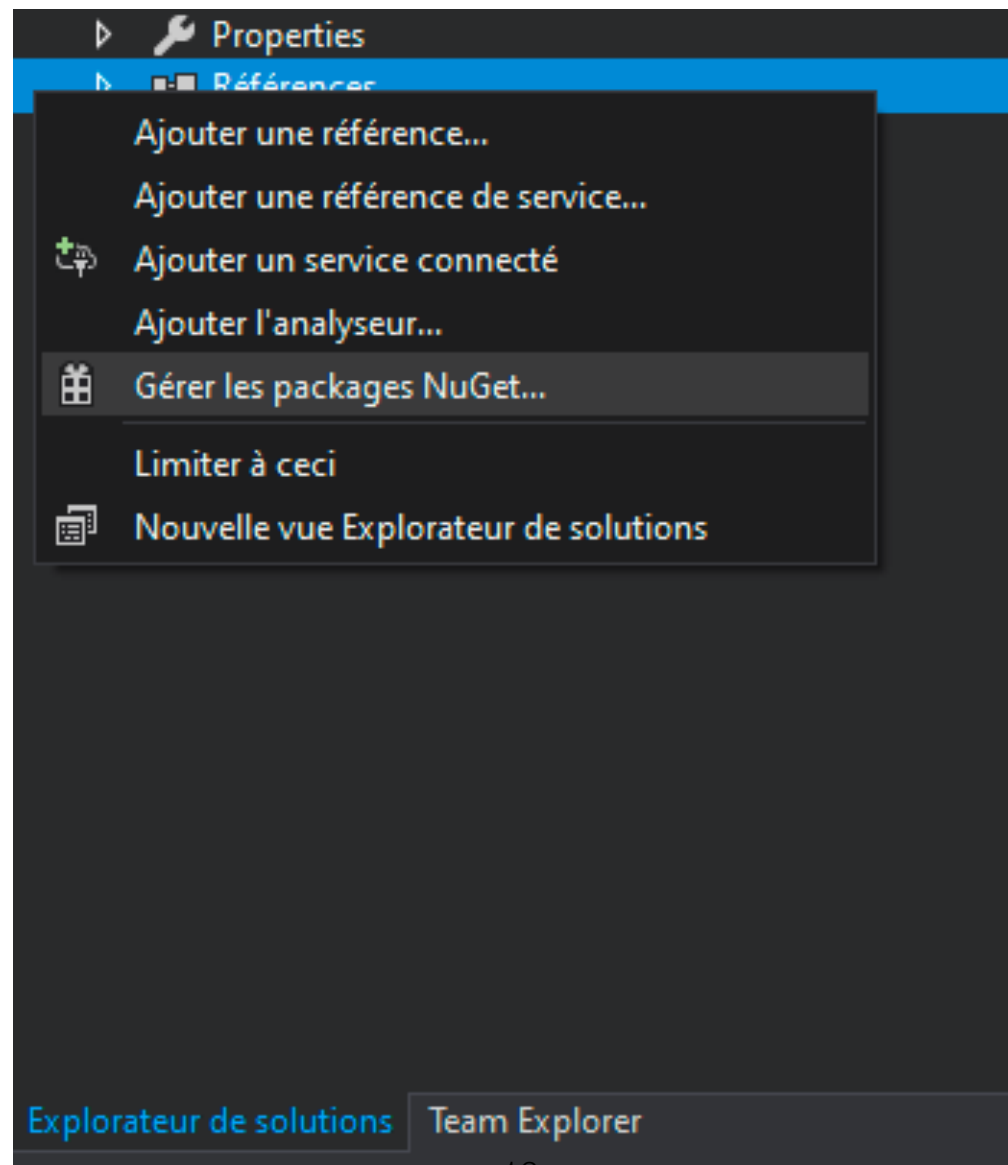 Properties
Références
Ajouter une référence...
Ajouter une référence de service...
Ajouter un service connecté
Ajouter l'analyseur...
Gérer les packages NuGet...
Limiter à ceci
Nouvelle vue Explorateur de solutions
Explorateur de solutions
Team Explorer